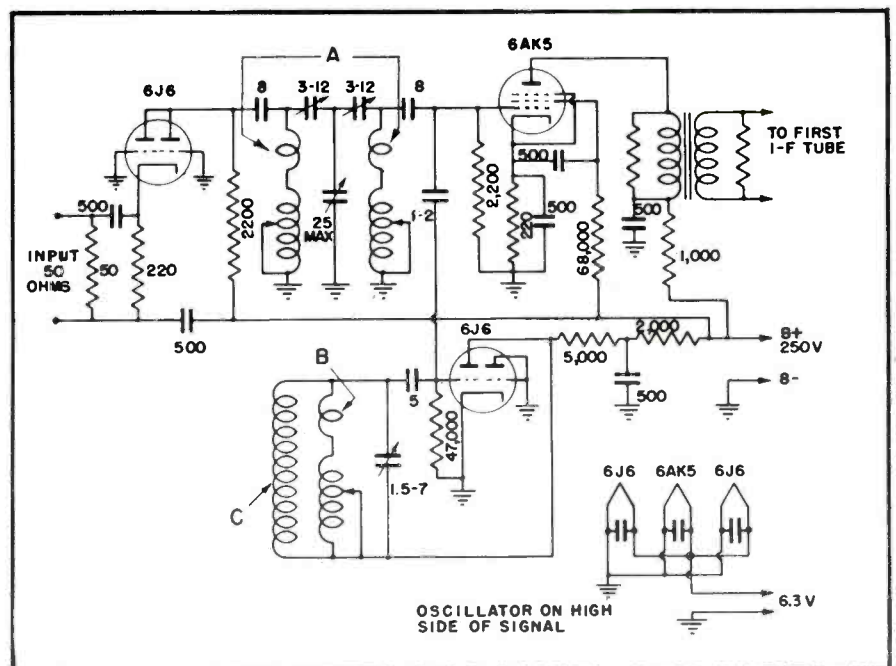 A
6J6
8
3-12
3-12
8
6AK5
500
TO FIRST
I-F TUBE
500
2200
25
MAX
1-2
2,200
220
500
68,000
500
1,000
INPUT
50
OHMS
50
220
500
6J6
5,000
2,000
B+
250V
B-
500
B
5
47,000
1.5-7
C
6J6
6AK5
6J6
6.3 V
OSCILLATOR ON HIGH
SIDE OF SIGNAL